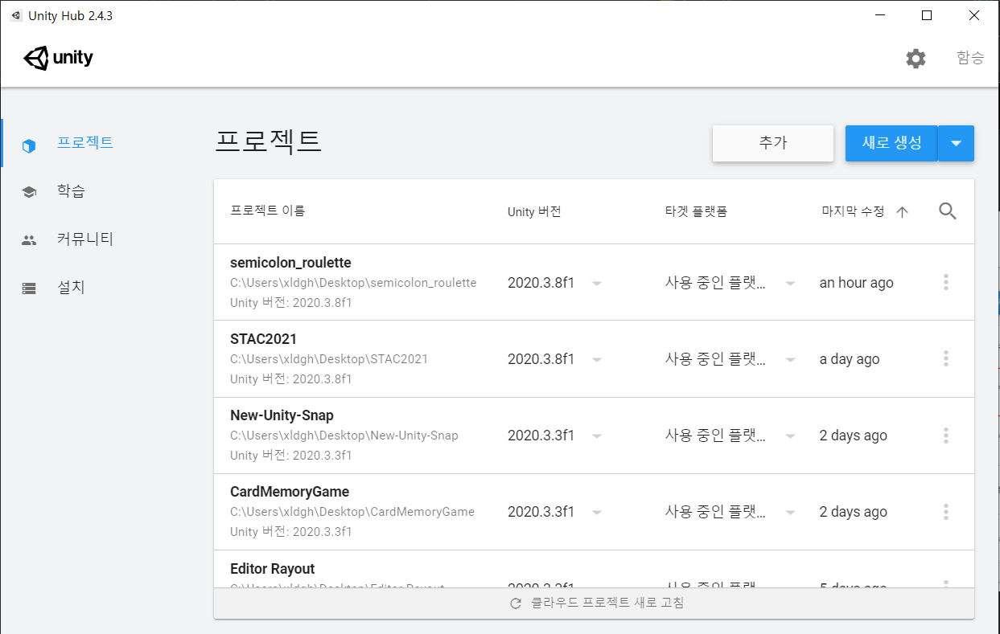 Unity Hub 2.4.3
unity
함승
프로젝트
학습
커뮤니티
설치
프로젝트
추가
새로 생성
프로젝트 이름 Unity 버전 타겟 플랫폼 마지막 수정
semicolon_roulette
C:\Users\xldgh\Desktop\semicolon_roulette
Unity 버전: 2020.3.8f1
2020.3.8f1 사용 중인 플랫... an hour ago
STAC2021
C:\Users\xldgh\Desktop\STAC2021
Unity 버전: 2020.3.8f1
2020.3.8f1 사용 중인 플랫... a day ago
New-Unity-Snap
C:\Users\xldgh\Desktop\New-Unity-Snap
Unity 버전: 2020.3.3f1
2020.3.3f1 사용 중인 플랫... 2 days ago
CardMemoryGame
C:\Users\xldgh\Desktop\CardMemoryGame
Unity 버전: 2020.3.3f1
2020.3.3f1 사용 중인 플랫... 2 days ago
Editor Rayout
C:\Users\xldgh\Desktop\Editor Rayout
2020.3.3f1 사용 중인 플랫... 5 days ago
클라우드 프로젝트 새로 고침